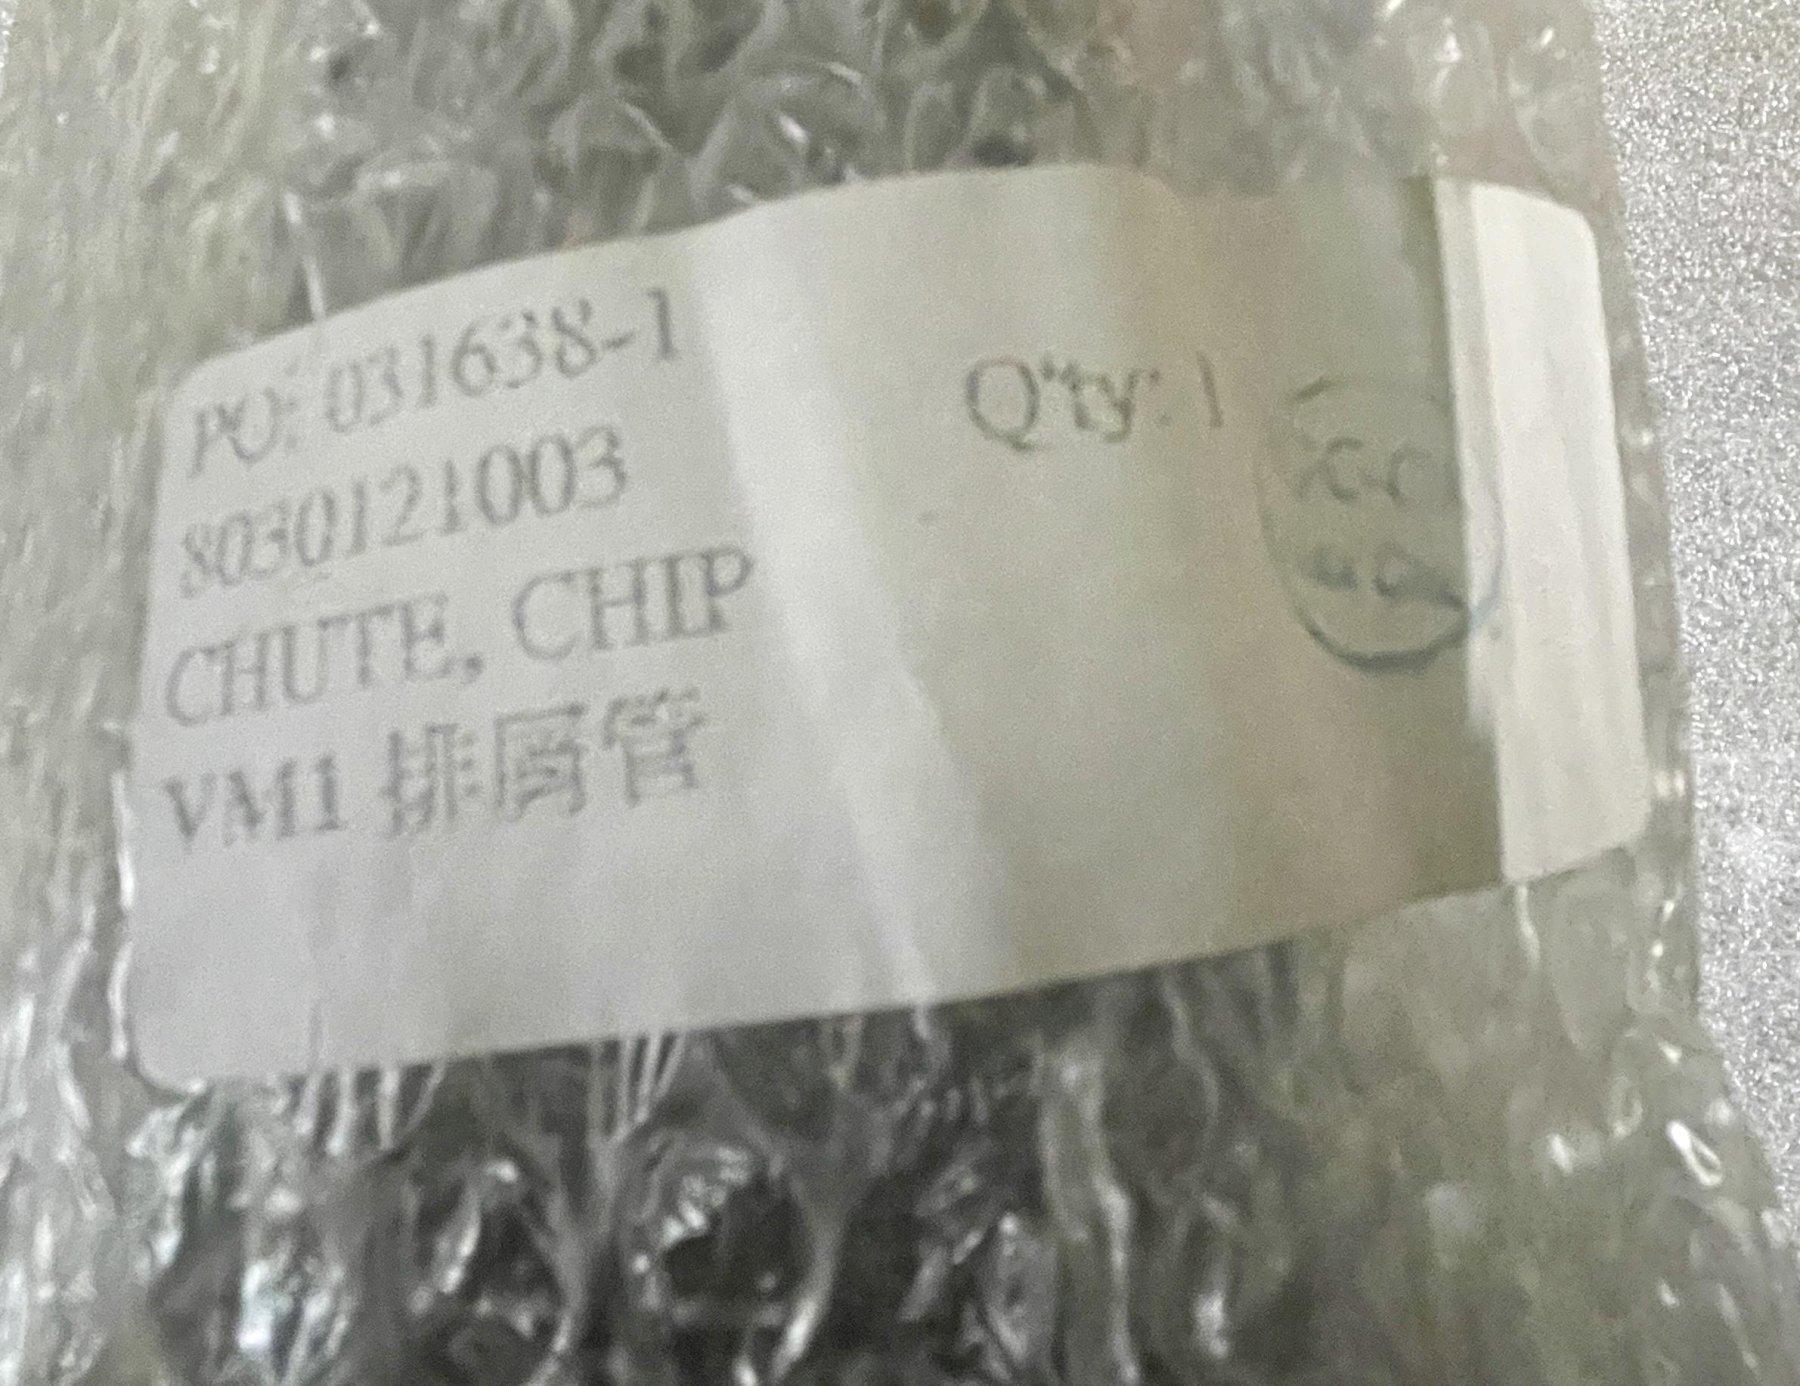 PO: 031638-1
Q'ty: 1
8030121003
CHUTE, CHIP
VM1 排屑管